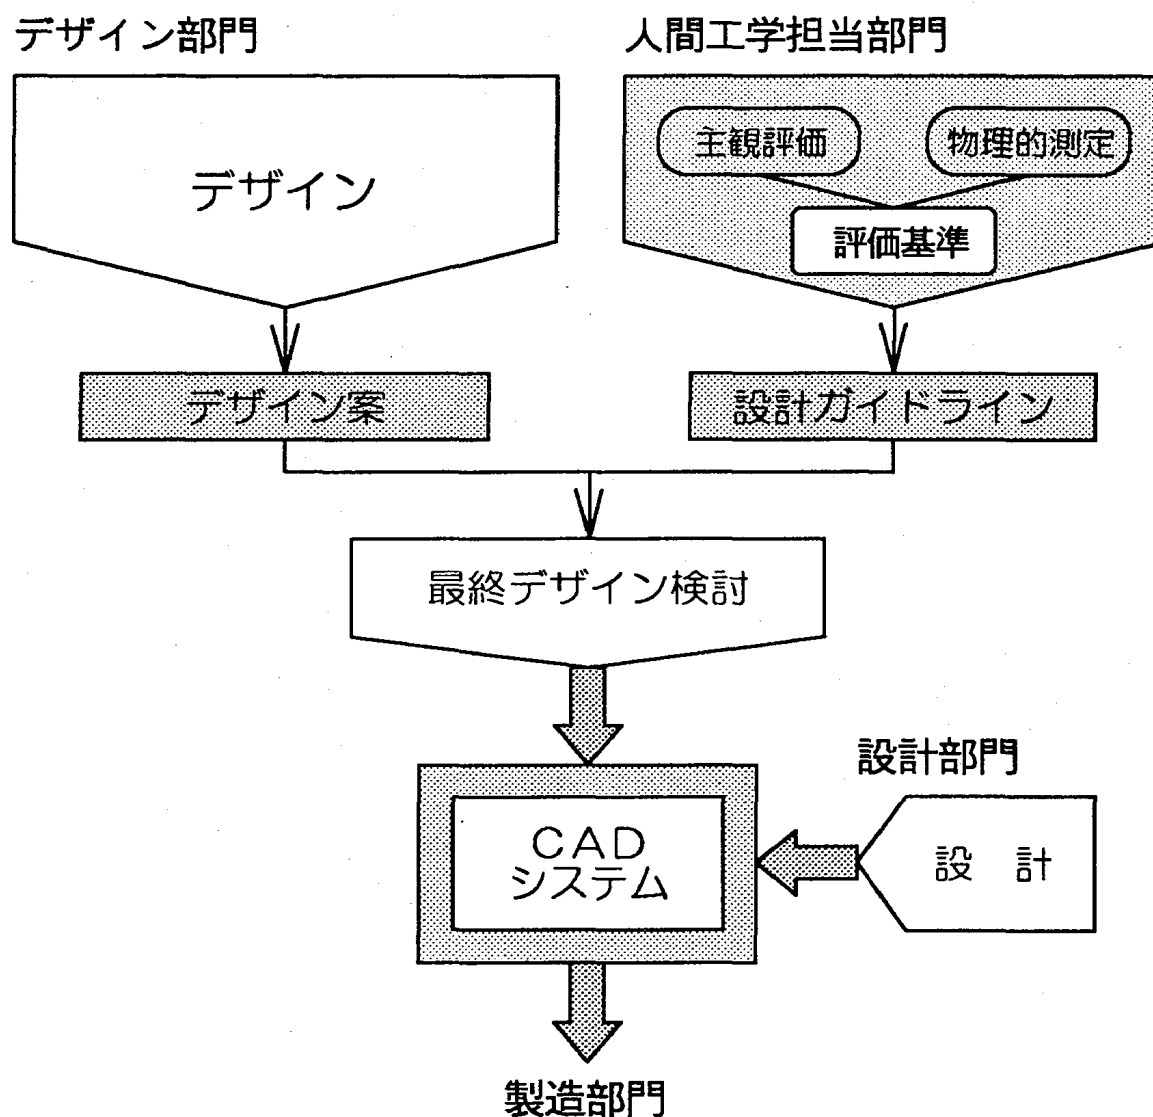 デザイン部門
人間工学担当部門
デザイン
主観評価
物理的測定
評価基準
デザイン案
設計ガイドライン
最終デザイン検討
設計部門
CAD
システム
設 計
製造部門